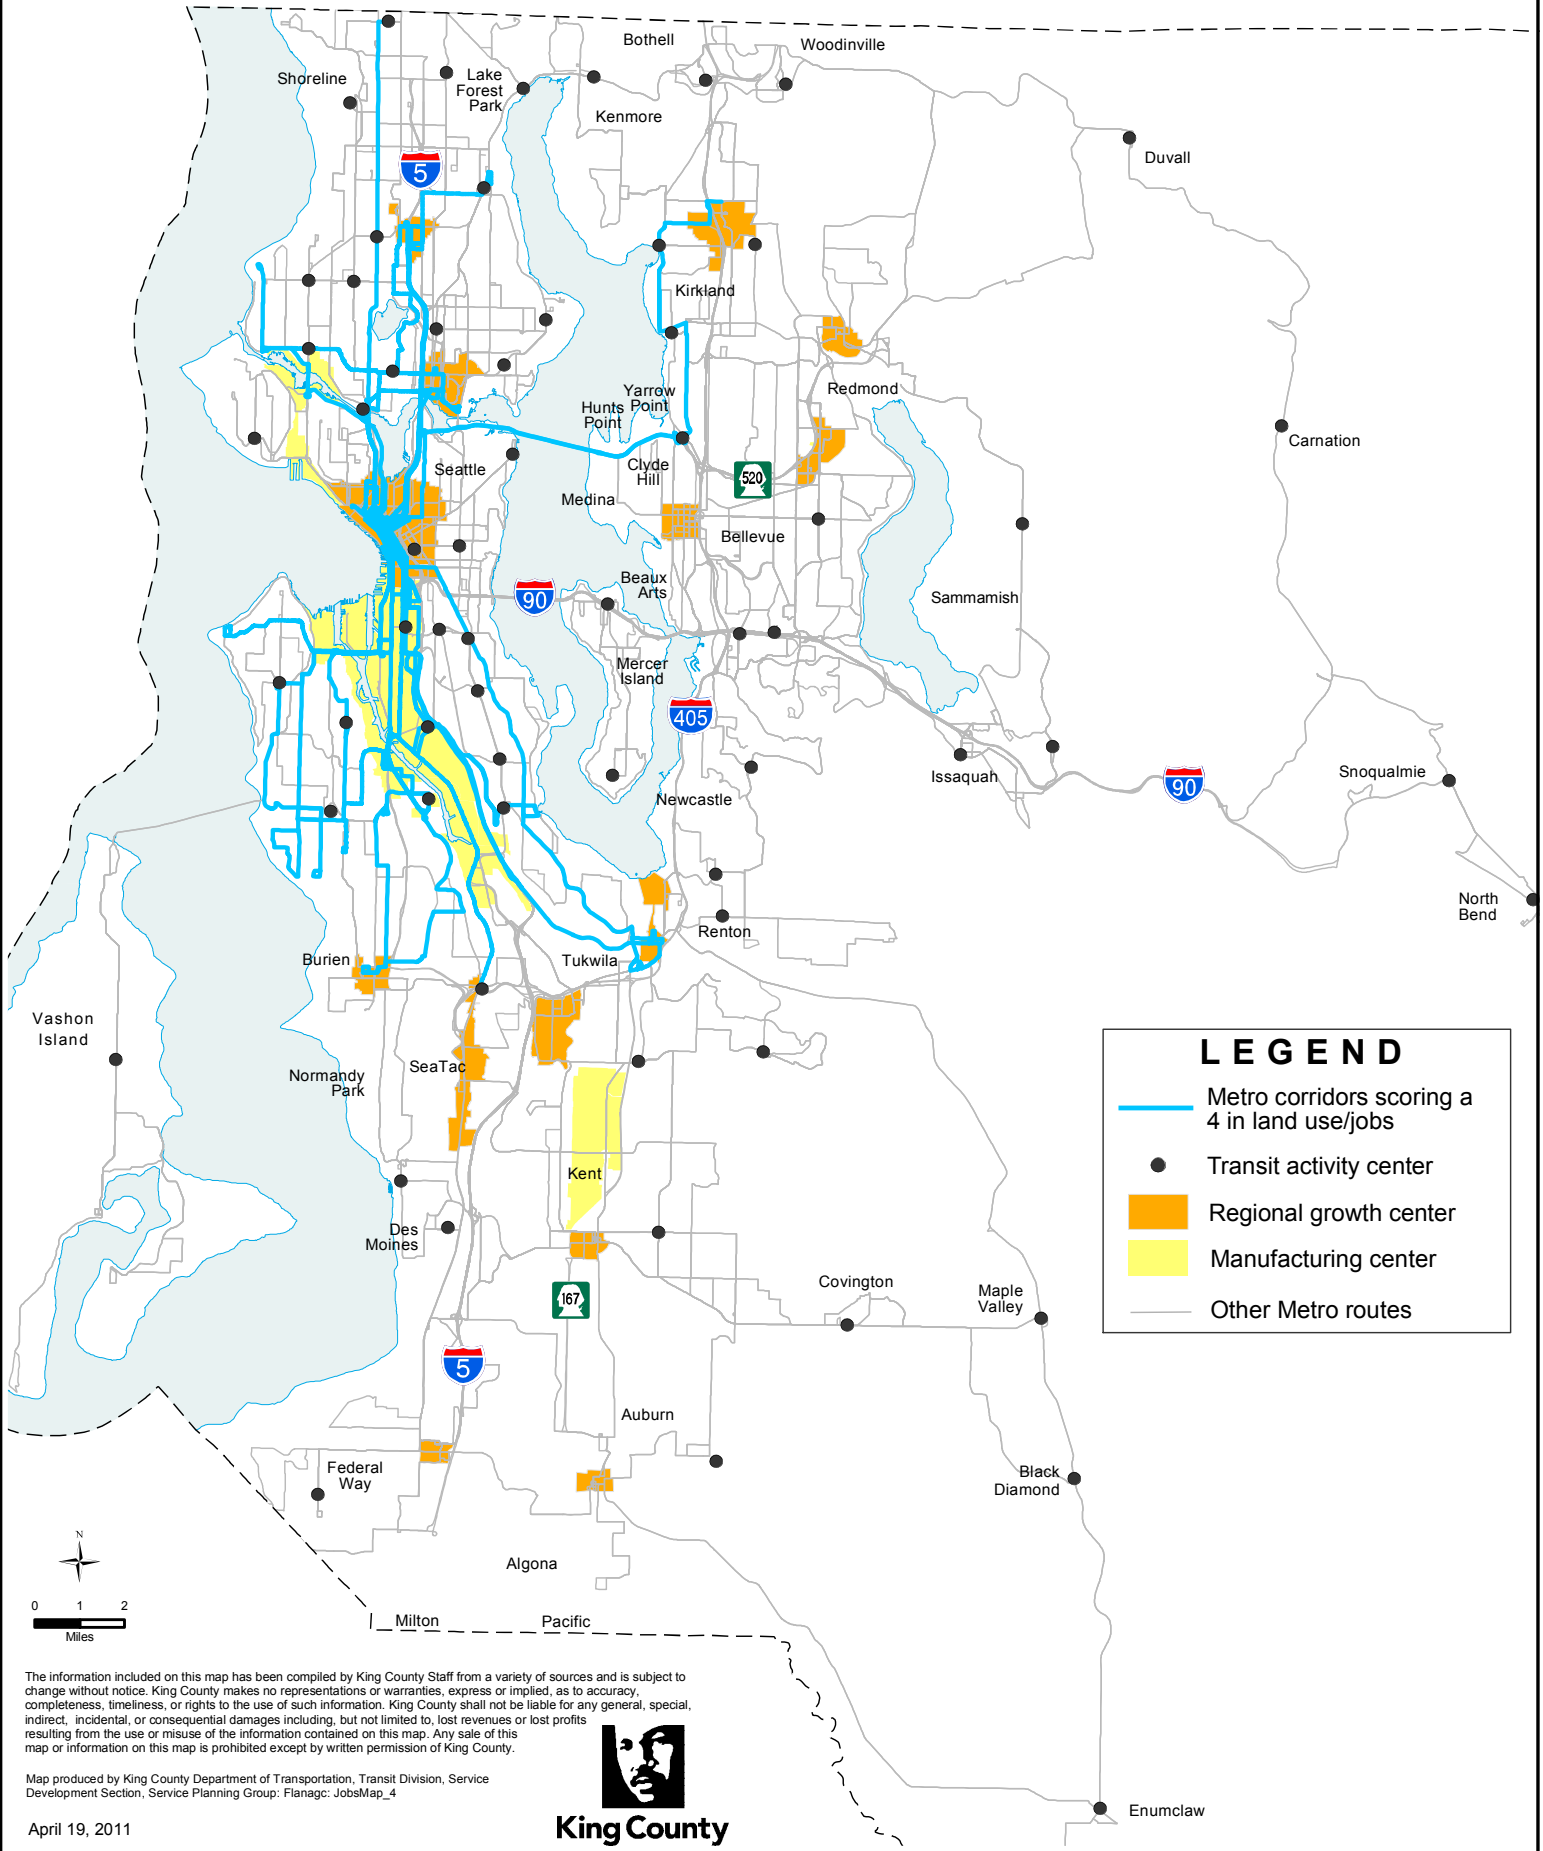 Bothell
Woodinville
Shoreline
Lake
Forest
Park
Kenmore
Duvall
5
Kirkland
Redmond
Yarrow
Point
Hunts
Point
Carnation
Clyde
Hill
520
Seattle
Medina
Bellevue
Beaux
Arts
90
Sammamish
Mercer
Island
405
Issaquah
90
Snoqualmie
Newcastle
North
Bend
Renton
Burien
Tukwila
Vashon
Island
SeaTac
Normandy
Park
Kent
Des
Moines
167
Covington
Maple
Valley
5
Auburn
Federal
Way
Black
Diamond
Algona
Milton
Pacific
Enumclaw
LEGEND
Metro corridors scoring a
4 in land use/jobs
Transit activity center
Regional growth center
Manufacturing center
Other Metro routes
N
0 1 2
Miles
The information included on this map has been compiled by King County Staff from a variety of sources and is subject to
change without notice. King County makes no representations or warranties, express or implied, as to accuracy,
completeness, timeliness, or rights to the use of such information. King County shall not be liable for any general, special,
indirect, incidental, or consequential damages including, but not limited to, lost revenues or lost profits
resulting from the use or misuse of the information contained on this map. Any sale of this
map or information on this map is prohibited except by written permission of King County.
Map produced by King County Department of Transportation, Transit Division, Service
Development Section, Service Planning Group: Flanagc: JobsMap_4
April 19, 2011
King County